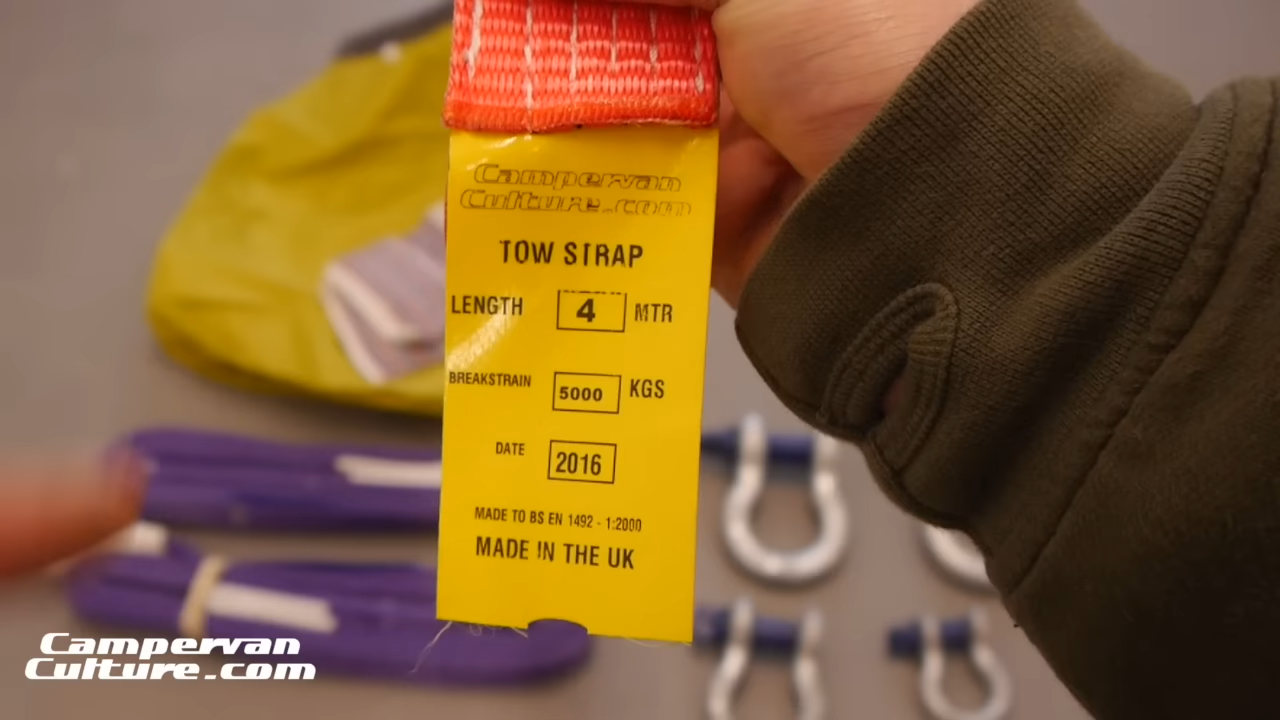 Campervan
Culture.com
TOW STRAP
LENGTH 4 MTR
BREAKSTRAIN 5000 KGS
DATE 2016
MADE TO BS EN 1492 - 1:2000
MADE IN THE UK
Campervan
Culture.com